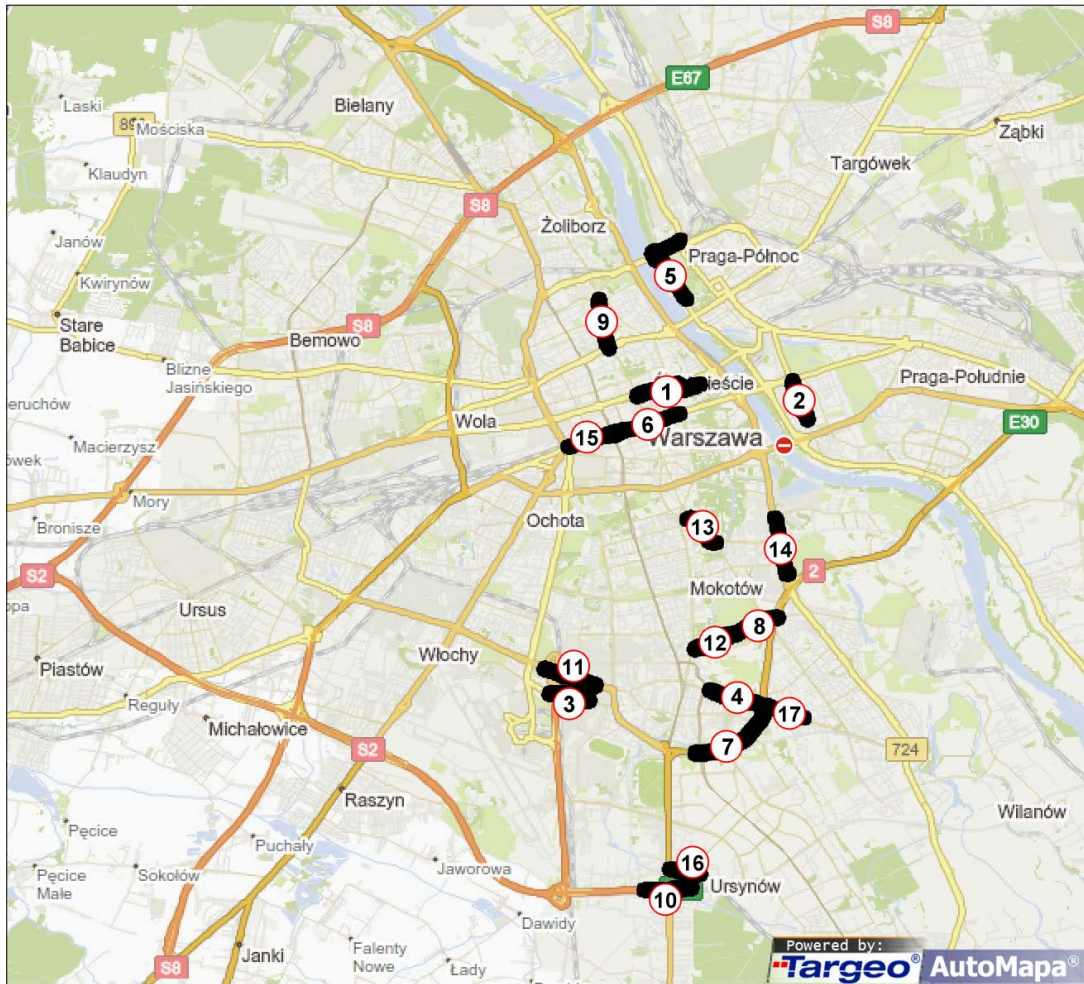 S8
E67
Laski
Bielany
Mościska
Ząbki
Klaudyn
Targówek
S8
Żoliborz
Janów
Praga-Północ
5
Kwirynów
9
Stare
Babice
Bemowo
S8
Blizne
Jasińskiego
Praga-Południe
1
2
Wola
6
E30
15
Warszawa
Macierzysz
Mory
Bronisze
Ochota
13
14
S2
2
Mokotów
Ursus
8
12
Włochy
11
Piastów
4
Reguły
3
17
Michałowice
7
S2
724
Raszyn
Wilanów
Pęcice
Puchały
16
Pęcice
Małe
Sokołów
Jaworowa
Ursynów
10
Dawidy
Janki
Falenty
Nowe
S8
Łady
Powered by:
Targeo® AutoMapa®